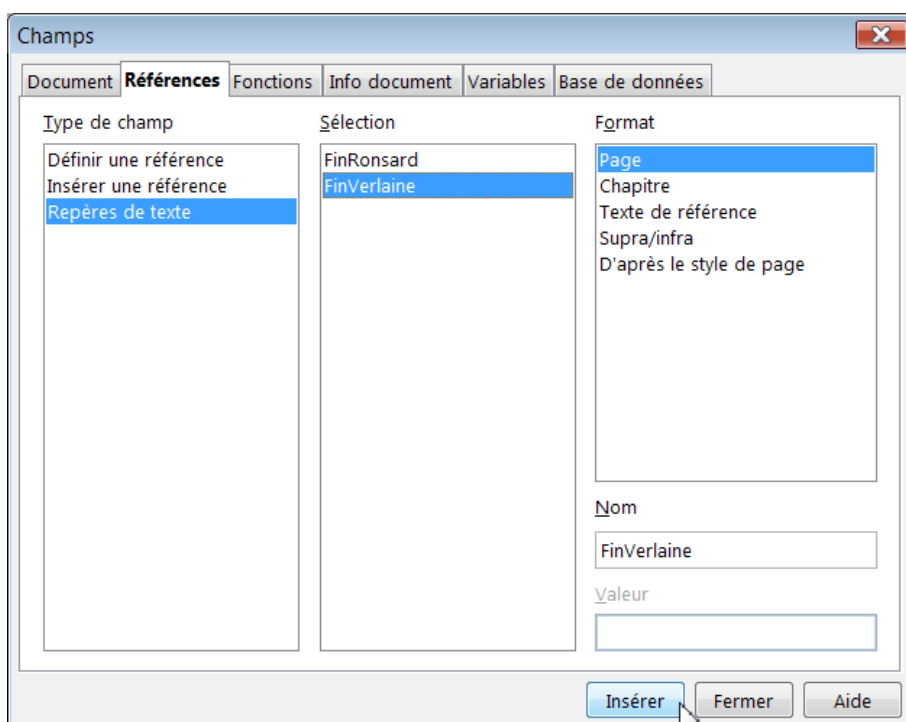 Champs
Document Références Fonctions Info document Variables Base de données
Type de champ
Définir une référence
Insérer une référence
Repères de texte
Sélection
FinRonsard
FinVerlaine
Format
Page
Chapitre
Texte de référence
Supra/infra
D'après le style de page
Nom
FinVerlaine
Valeur
Insérer Fermer Aide